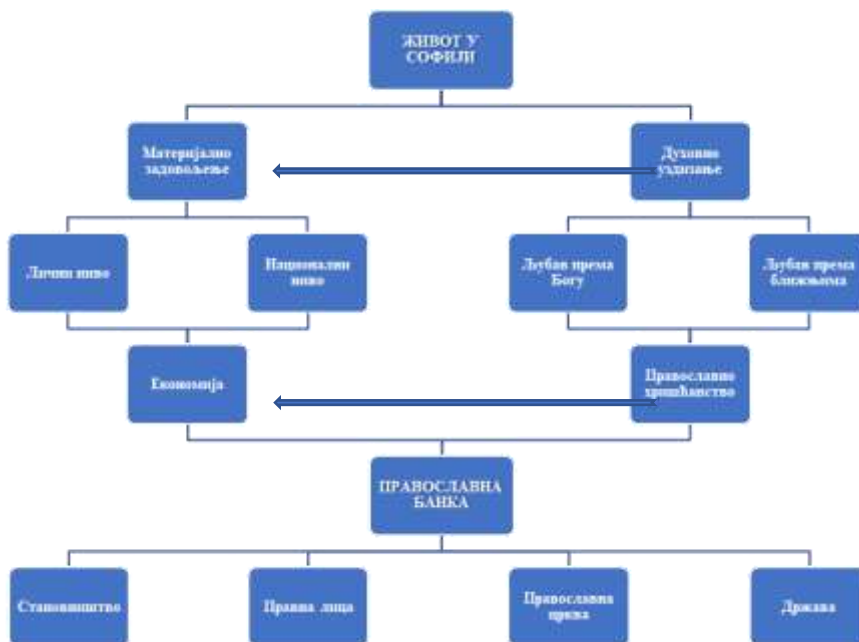 ЖИВОТ У
СОФИЈИ
Материјално
задовољење
Духовно
уздизање
Лични ниво
Национални
ниво
Љубав према
Богу
Љубав према
ближњима
Економија
Православно
хришћанство
ПРАВОСЛАВНА
БАНКА
Становништво
Правна лица
Православна
црква
Држава